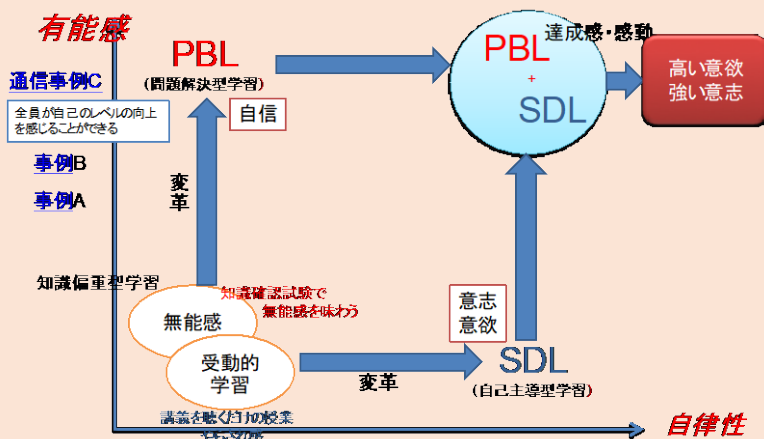 有能感
PBL
(問題解決型学習)
達成感・感動
PBL
+
SDL
高い意欲
強い意志
通信事例C
全員が自己のレベルの向上
を感じることができる
自信
事例B
事例A
変革
知識偏重型学習
知識確認試験で
無能感を味わう
無能感
受動的
学習
意志
意欲
SDL
(自己主導型学習)
変革
講義を聴くだけの授業
自律性